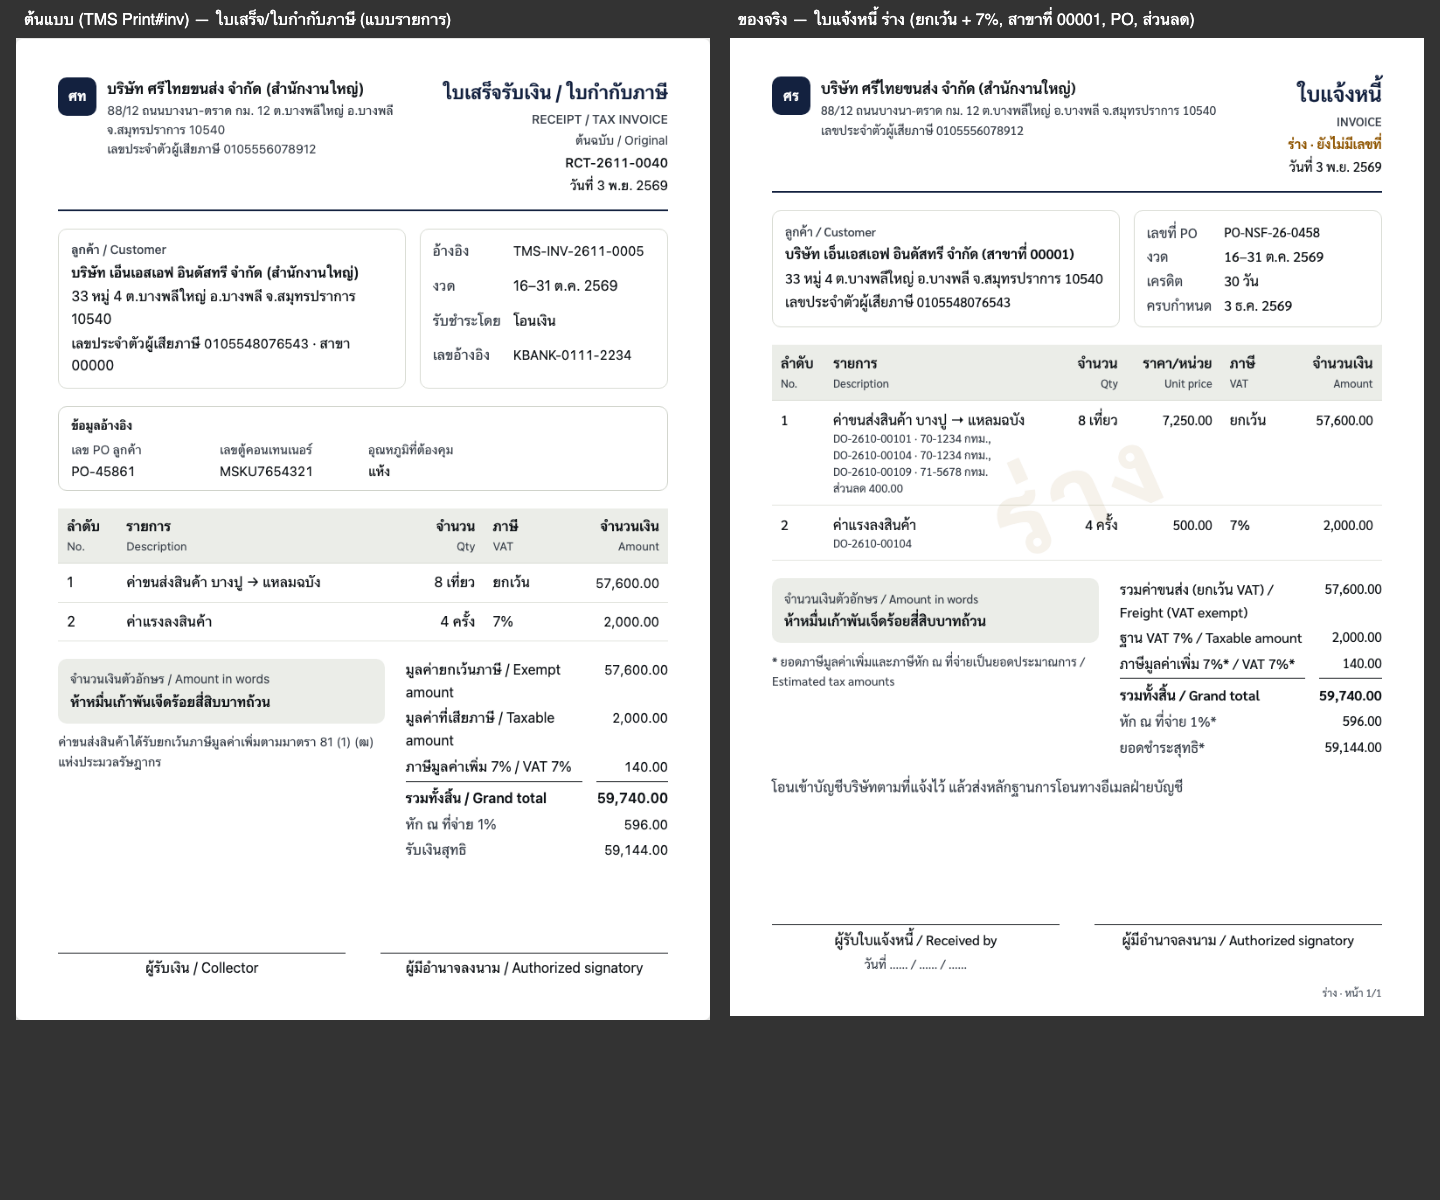 ต้นแบบ (TMS Print#inv) — ใบเสร็จ/ใบกำกับภาษี (แบบรายการ)
ศท
บริษัท ศรีไทยขนส่ง จำกัด (สำนักงานใหญ่)
88/12 ถนนบางนา-ตราด กม. 12 ต.บางพลีใหญ่ อ.บางพลี
จ.สมุทรปราการ 10540
เลขประจำตัวผู้เสียภาษี 0105556078912
ใบเสร็จรับเงิน / ใบกำกับภาษี
RECEIPT / TAX INVOICE
ต้นฉบับ / Original
RCT-2611-0040
วันที่ 3 พ.ย. 2569
ลูกค้า / Customer
บริษัท เอ็นเอสเอฟ อินดัสทรี จำกัด (สำนักงานใหญ่)
33 หมู่ 4 ต.บางพลีใหญ่ อ.บางพลี จ.สมุทรปราการ
10540
เลขประจำตัวผู้เสียภาษี 0105548076543 · สาขา
00000
อ้างอิง TMS-INV-2611-0005
งวด 16–31 ต.ค. 2569
รับชำระโดย โอนเงิน
เลขอ้างอิง KBANK-0111-2234
ข้อมูลอ้างอิง
เลข PO ลูกค้า เลขตู้คอนเทนเนอร์ อุณหภูมิที่ต้องคุม
PO-45861 MSKU7654321 แห้ง
ลำดับ รายการ จำนวน ภาษี จำนวนเงิน
No. Description Qty VAT Amount
1 ค่าขนส่งสินค้า บางปู → แหลมฉบัง 8 เที่ยว ยกเว้น 57,600.00
2 ค่าแรงลงสินค้า 4 ครั้ง 7% 2,000.00
จำนวนเงินตัวอักษร / Amount in words
ห้าหมื่นเก้าพันเจ็ดร้อยสี่สิบบาทถ้วน
ค่าขนส่งสินค้าได้รับยกเว้นภาษีมูลค่าเพิ่มตามมาตรา 81 (1) (ฒ)
แห่งประมวลรัษฎากร
มูลค่ายกเว้นภาษี / Exempt 57,600.00
amount
มูลค่าที่เสียภาษี / Taxable 2,000.00
amount
ภาษีมูลค่าเพิ่ม 7% / VAT 7% 140.00
รวมทั้งสิ้น / Grand total 59,740.00
หัก ณ ที่จ่าย 1% 596.00
รับเงินสุทธิ 59,144.00
ผู้รับเงิน / Collector
ผู้มีอำนาจลงนาม / Authorized signatory
ของจริง — ใบแจ้งหนี้ ร่าง (ยกเว้น + 7%, สาขาที่ 00001, PO, ส่วนลด)
ศร
บริษัท ศรีไทยขนส่ง จำกัด (สำนักงานใหญ่)
88/12 ถนนบางนา-ตราด กม. 12 ต.บางพลีใหญ่ อ.บางพลี จ.สมุทรปราการ 10540
เลขประจำตัวผู้เสียภาษี 0105556078912
ใบแจ้งหนี้
INVOICE
ร่าง · ยังไม่มีเลขที่
วันที่ 3 พ.ย. 2569
ลูกค้า / Customer
บริษัท เอ็นเอสเอฟ อินดัสทรี จำกัด (สาขาที่ 00001)
33 หมู่ 4 ต.บางพลีใหญ่ อ.บางพลี จ.สมุทรปราการ 10540
เลขประจำตัวผู้เสียภาษี 0105548076543
เลขที่ PO PO-NSF-26-0458
งวด 16–31 ต.ค. 2569
เครดิต 30 วัน
ครบกำหนด 3 ธ.ค. 2569
ลำดับ รายการ จำนวน ราคา/หน่วย ภาษี จำนวนเงิน
No. Description Qty Unit price VAT Amount
1 ค่าขนส่งสินค้า บางปู → แหลมฉบัง 8 เที่ยว 7,250.00 ยกเว้น 57,600.00
DO-2610-00101 · 70-1234 กทม.,
DO-2610-00104 · 70-1234 กทม.,
DO-2610-00109 · 71-5678 กทม.
ส่วนลด 400.00
ร่าง
2 ค่าแรงลงสินค้า 4 ครั้ง 500.00 7% 2,000.00
DO-2610-00104
จำนวนเงินตัวอักษร / Amount in words
ห้าหมื่นเก้าพันเจ็ดร้อยสี่สิบบาทถ้วน
* ยอดภาษีมูลค่าเพิ่มและภาษีหัก ณ ที่จ่ายเป็นยอดประมาณการ /
Estimated tax amounts
รวมค่าขนส่ง (ยกเว้น VAT) / 57,600.00
Freight (VAT exempt)
ฐาน VAT 7% / Taxable amount 2,000.00
ภาษีมูลค่าเพิ่ม 7%* / VAT 7%* 140.00
รวมทั้งสิ้น / Grand total 59,740.00
หัก ณ ที่จ่าย 1%* 596.00
ยอดชำระสุทธิ* 59,144.00
โอนเข้าบัญชีบริษัทตามที่แจ้งไว้ แล้วส่งหลักฐานการโอนทางอีเมลฝ่ายบัญชี
ผู้รับใบแจ้งหนี้ / Received by
วันที่ ...... / ...... / ......
ผู้มีอำนาจลงนาม / Authorized signatory
ร่าง · หน้า 1/1